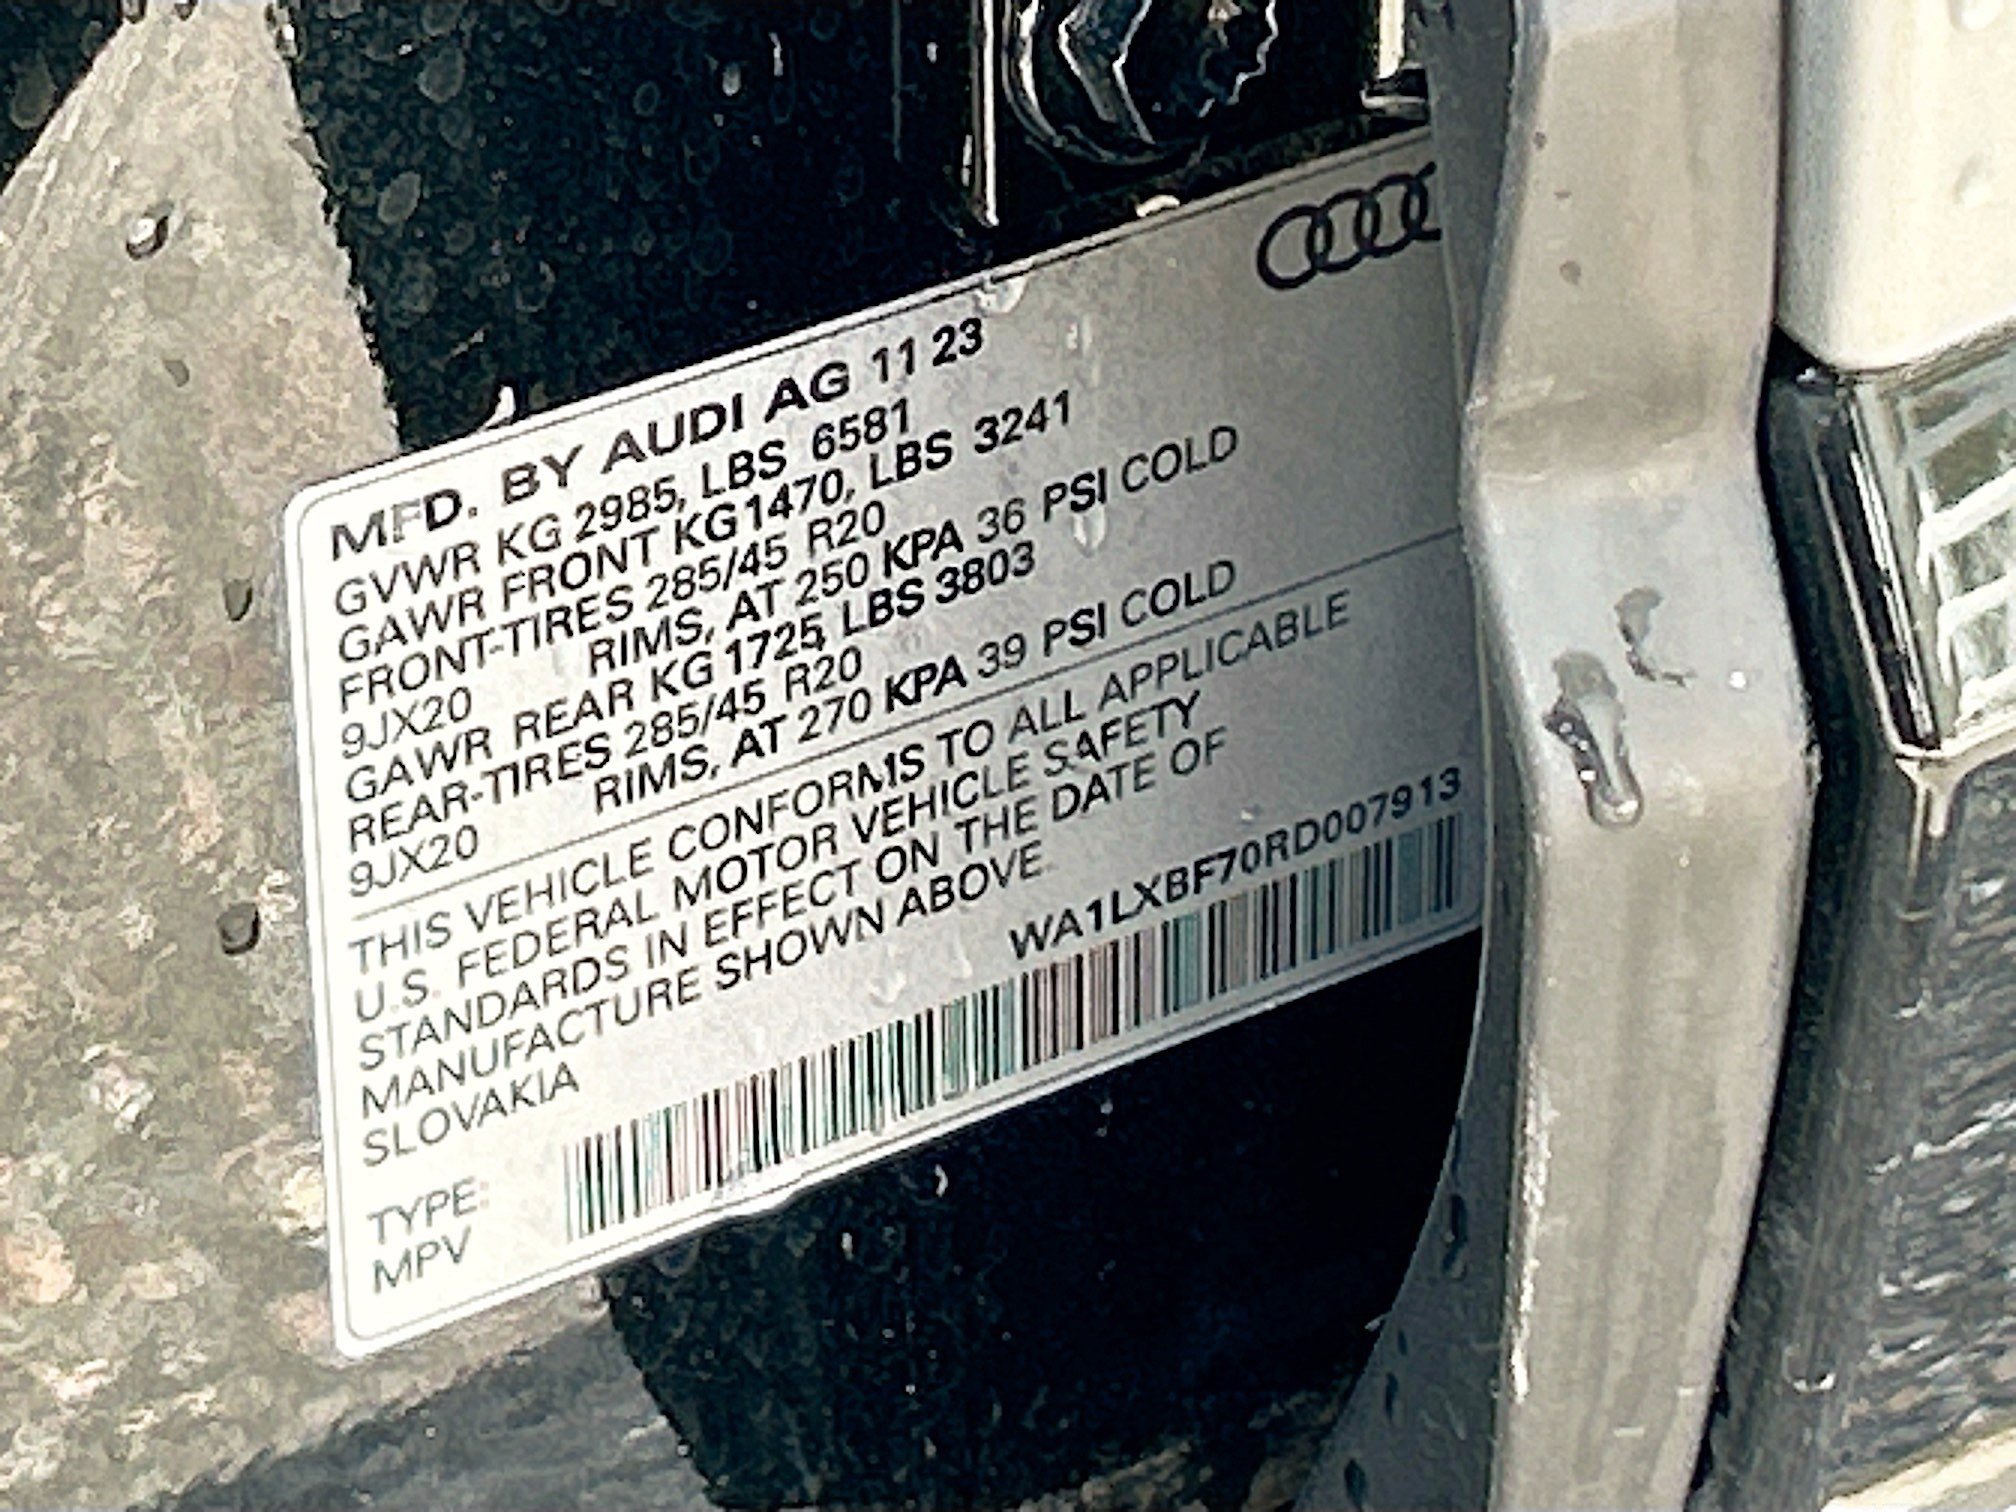 MFD. BY AUDI AG 11 23
GVWR KG 2985, LBS 6581
GAWR FRONT KG 1470, LBS 3241
FRONT-TIRES 285/45 R20
9JX20 RIMS, AT 250 KPA 36 PSI COLD
GAWR REAR KG 1725, LBS 3803
REAR-TIRES 285/45 R20
9JX20 RIMS, AT 270 KPA 39 PSI COLD
THIS VEHICLE CONFORMS TO ALL APPLICABLE
U.S. FEDERAL MOTOR VEHICLE SAFETY
STANDARDS IN EFFECT ON THE DATE OF
MANUFACTURE SHOWN ABOVE.
SLOVAKIA
WA1LXBF70RD007913
TYPE:
MPV